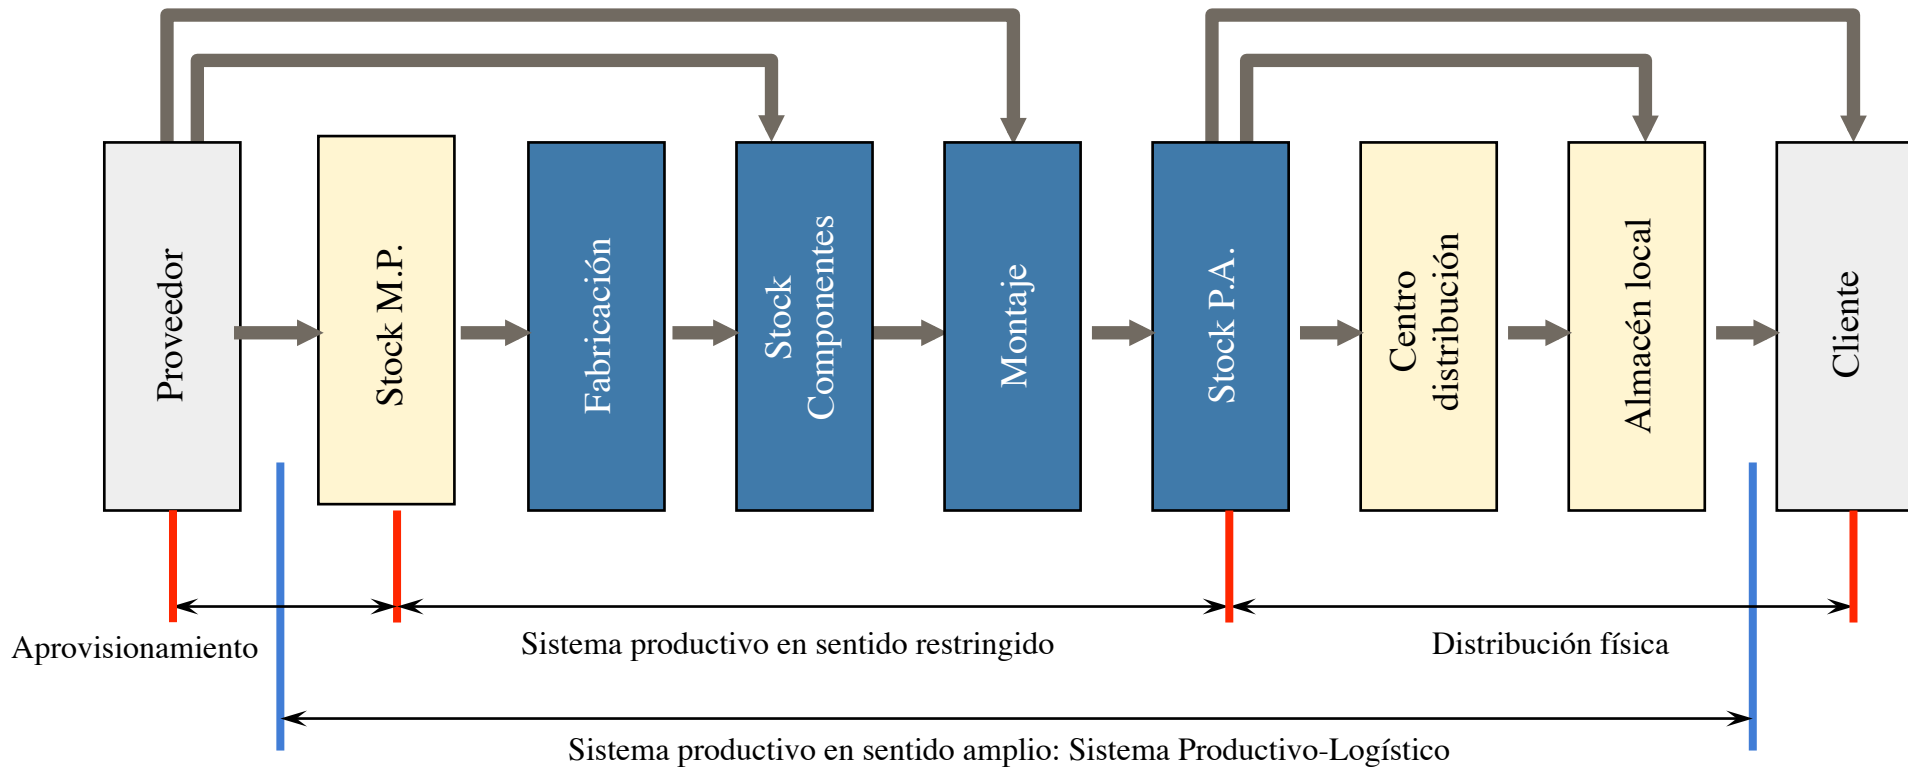 Proveedor
Stock M.P.
Fabricación
Stock
Componentes
Montaje
Stock P.A.
Centro
distribución
Almacén local
Cliente
Aprovisionamiento
Sistema productivo en sentido restringido
Distribución física
Sistema productivo en sentido amplio: Sistema Productivo-Logístico